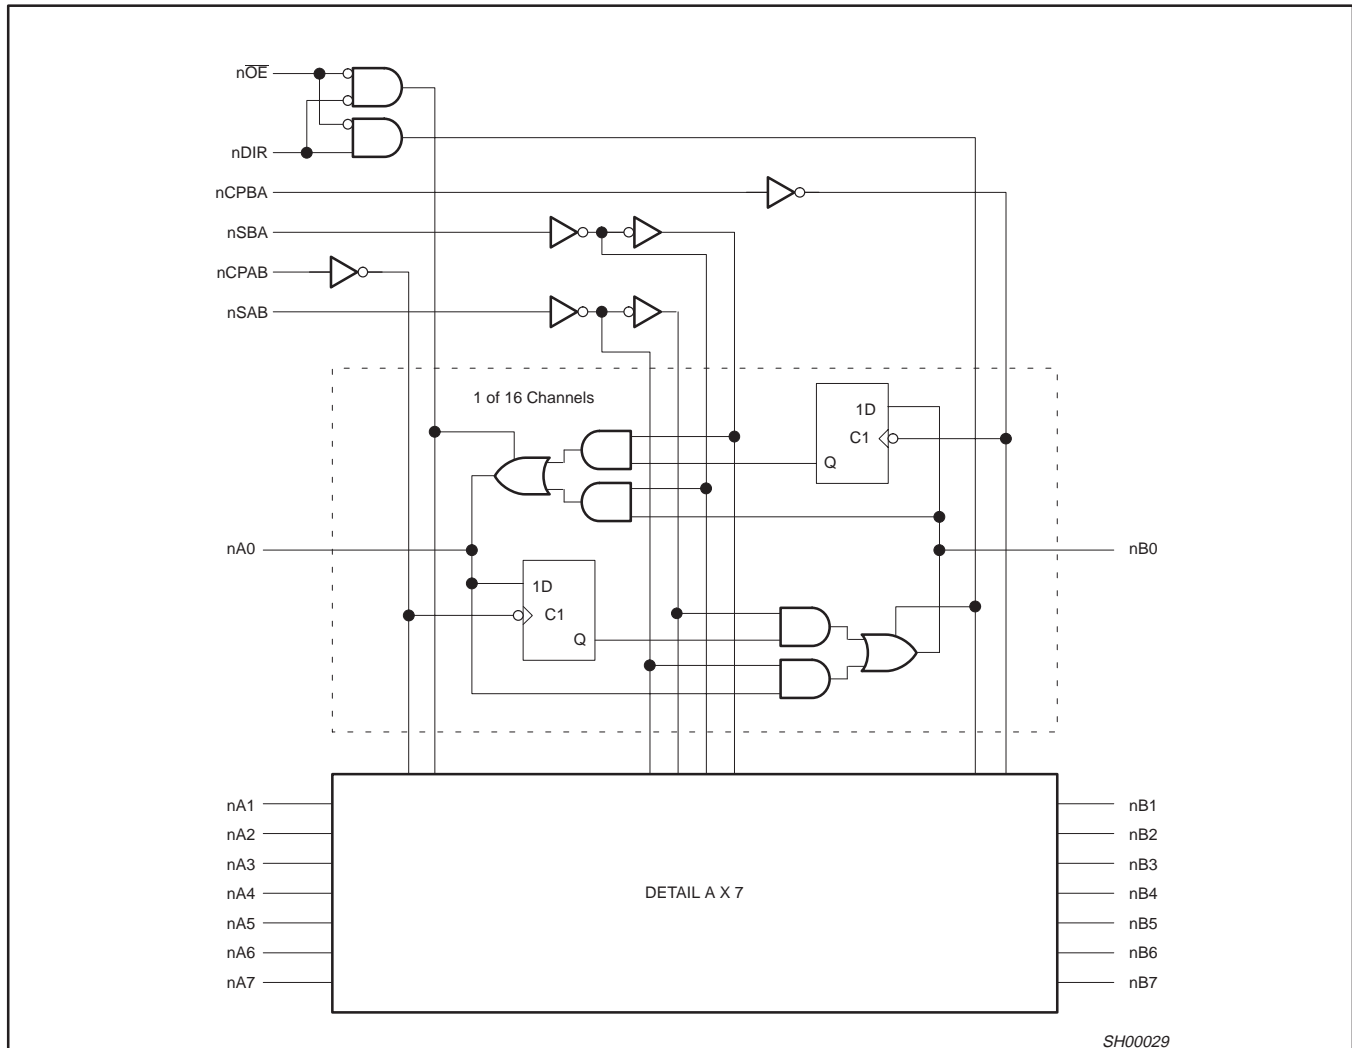 nO̅E̅
nDIR
nCPBA
nSBA
nCPAB
nSAB
1 of 16 Channels
1D
C1
Q
nA0
nB0
1D
C1
Q
nA1
nB1
nA2
nB2
nA3
nB3
DETAIL A X 7
nA4
nB4
nA5
nB5
nA6
nB6
nA7
nB7
SH00029